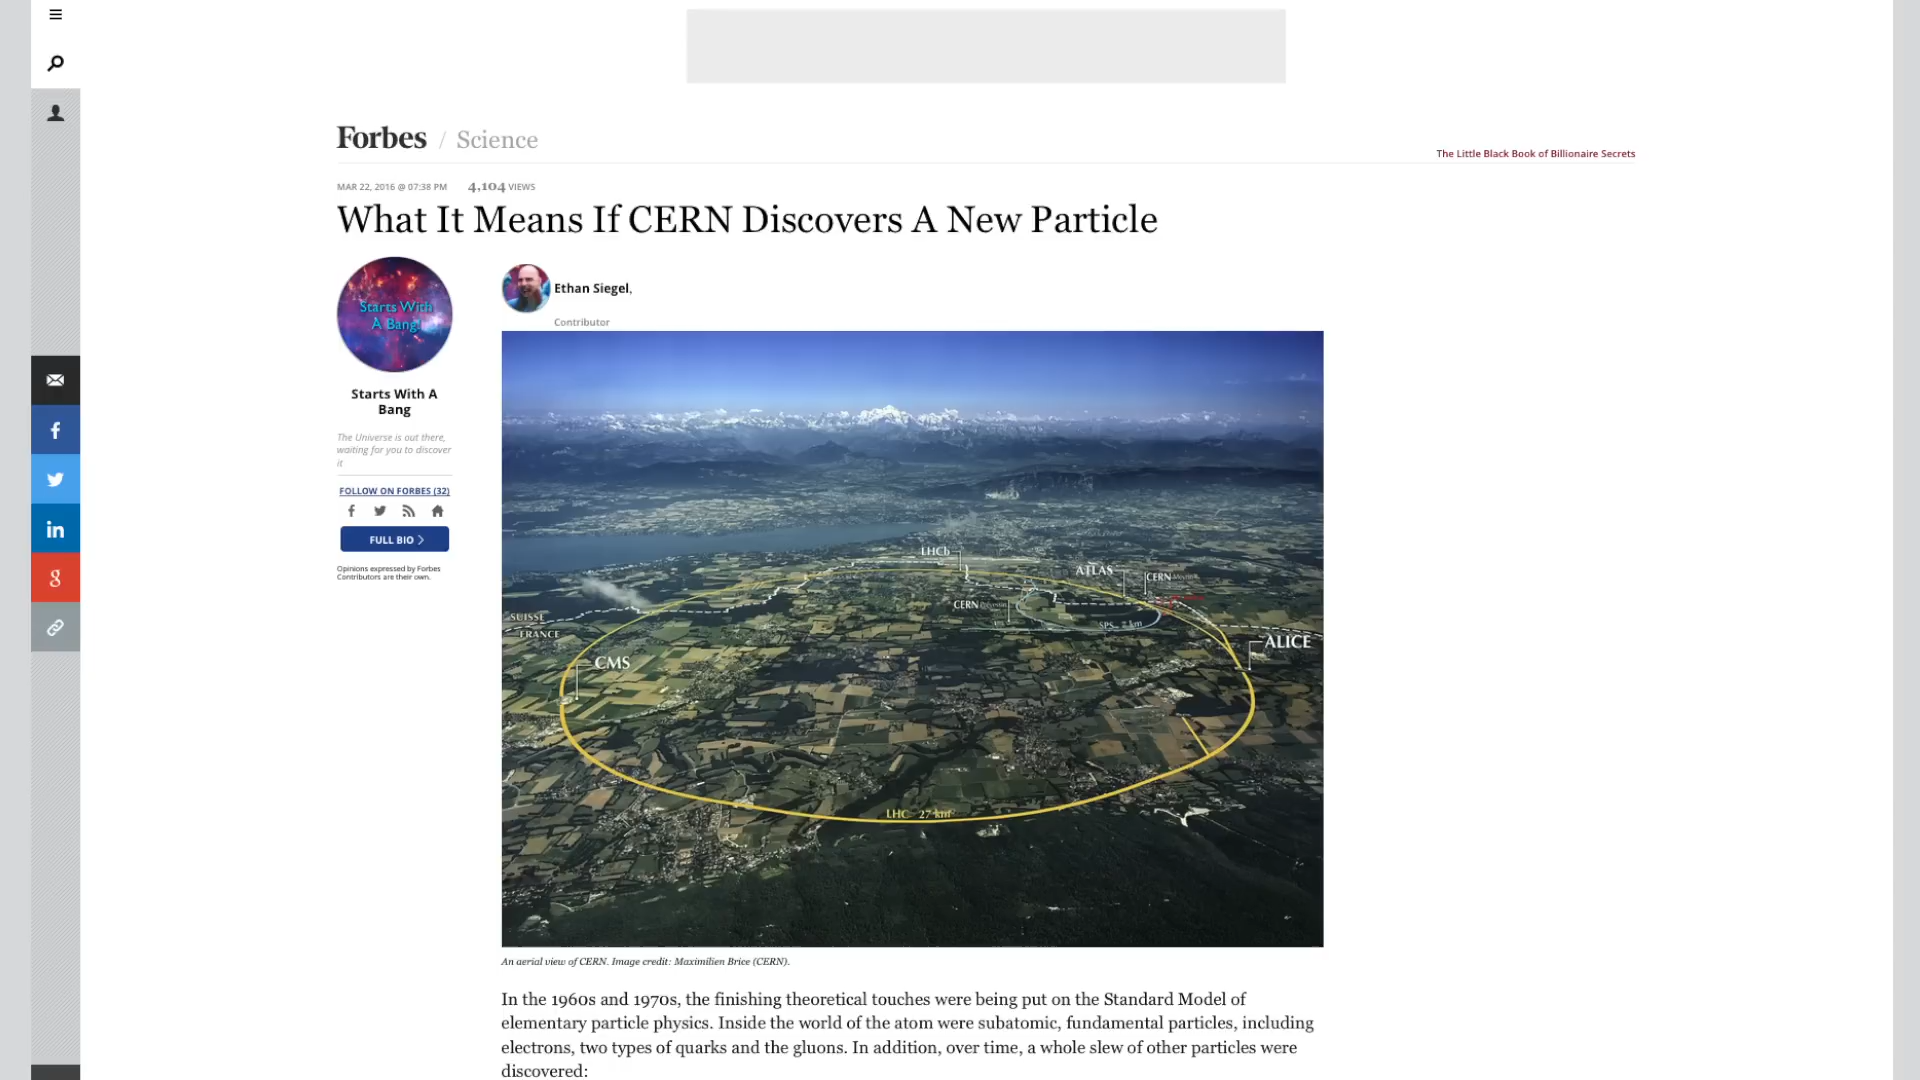 Forbes / Science
The Little Black Book of Billionaire Secrets
MAR 22, 2016 @ 07:38 PM 4,104 VIEWS
What It Means If CERN Discovers A New Particle
Starts With
A Bang!
Starts With A
Bang
The Universe is out there,
waiting for you to discover
it
FOLLOW ON FORBES (32)
FULL BIO
Opinions expressed by Forbes
Contributors are their own.
Ethan Siegel,
Contributor
LHCb
ATLAS
CERN
CERN
SPS 7 km
SUISSE
FRANCE
CMS
ALICE
LHC 27 km
An aerial view of CERN. Image credit: Maximilien Brice (CERN).
In the 1960s and 1970s, the finishing theoretical touches were being put on the Standard Model of
elementary particle physics. Inside the world of the atom were subatomic, fundamental particles, including
electrons, two types of quarks and the gluons. In addition, over time, a whole slew of other particles were
discovered: